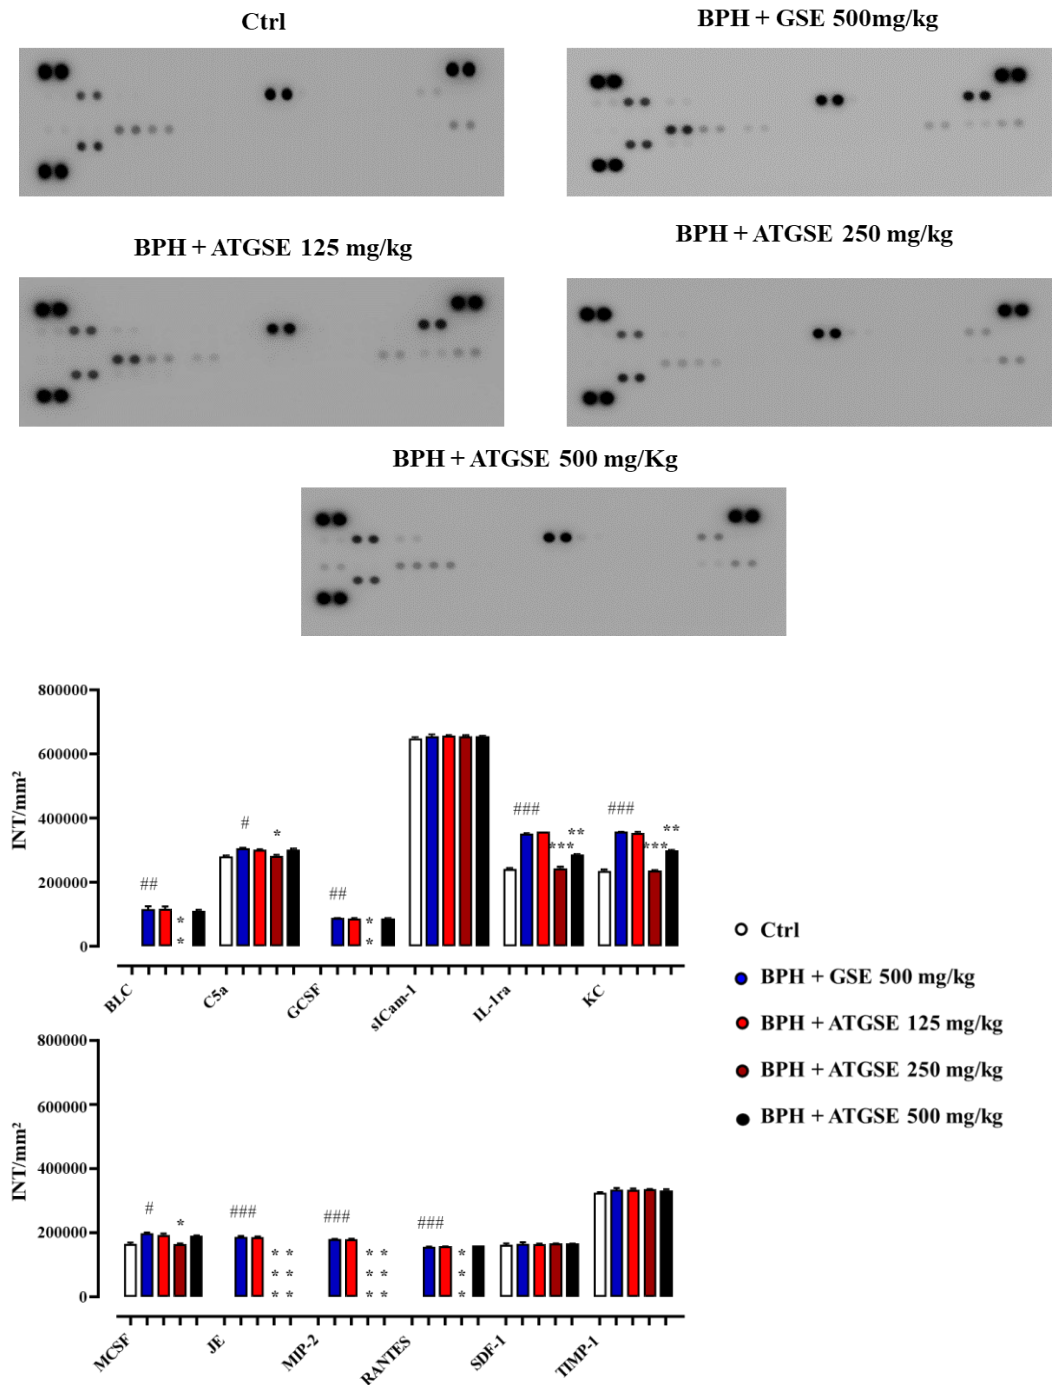 Ctrl
BPH + GSE 500mg/kg
BPH + ATGSE 125 mg/kg
BPH + ATGSE 250 mg/kg
BPH + ATGSE 500 mg/Kg
INT/mm²
800000
600000
400000
200000
0
##
*
*
#
*
##
*
*
###
***
**
###
***
**
BLC
C5a
GCSF
sICam-1
IL-1ra
KC
Ctrl
BPH + GSE 500 mg/kg
BPH + ATGSE 125 mg/kg
BPH + ATGSE 250 mg/kg
BPH + ATGSE 500 mg/kg
INT/mm²
800000
600000
400000
200000
0
#
*
###
* *
* *
* *
###
* *
* *
* *
###
*
*
*
MCSF
JE
MIP-2
RANTES
SDF-1
TIMP-1